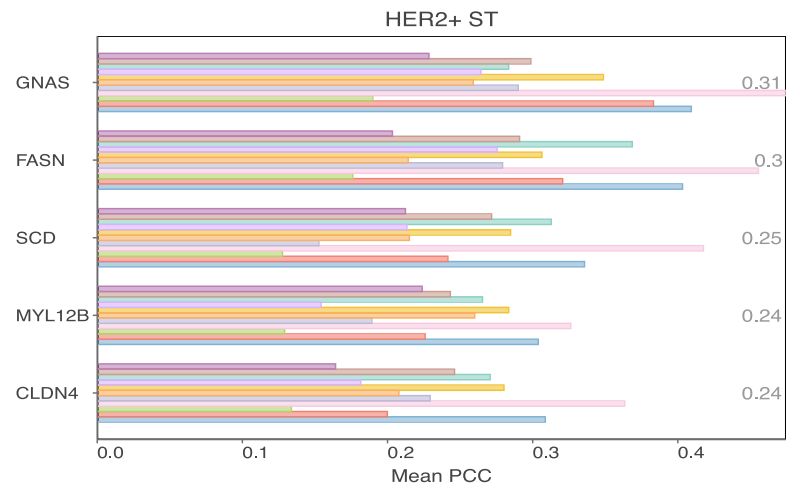 HER2+ ST
GNAS 0.31
FASN 0.3
SCD 0.25
MYL12B 0.24
CLDN4 0.24
0.0 0.1 0.2 0.3 0.4
Mean PCC